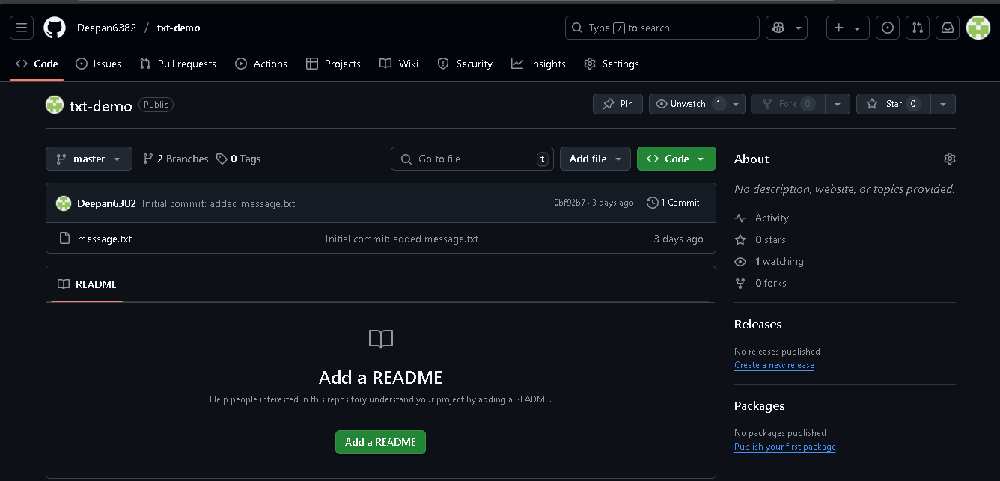 Deepan6382 / txt-demo
Type / to search
Code Issues Pull requests Actions Projects Wiki Security Insights Settings
txt-demo Public
Pin Unwatch 1 Fork 0 Star 0
master 2 Branches 0 Tags Go to file t Add file Code
Deepan6382 Initial commit: added message.txt 0bf92b7 · 3 days ago 1 Commit
message.txt Initial commit: added message.txt 3 days ago
README
Add a README
Help people interested in this repository understand your project by adding a README.
Add a README
About
No description, website, or topics provided.
Activity
0 stars
1 watching
0 forks
Releases
No releases published
Create a new release
Packages
No packages published
Publish your first package